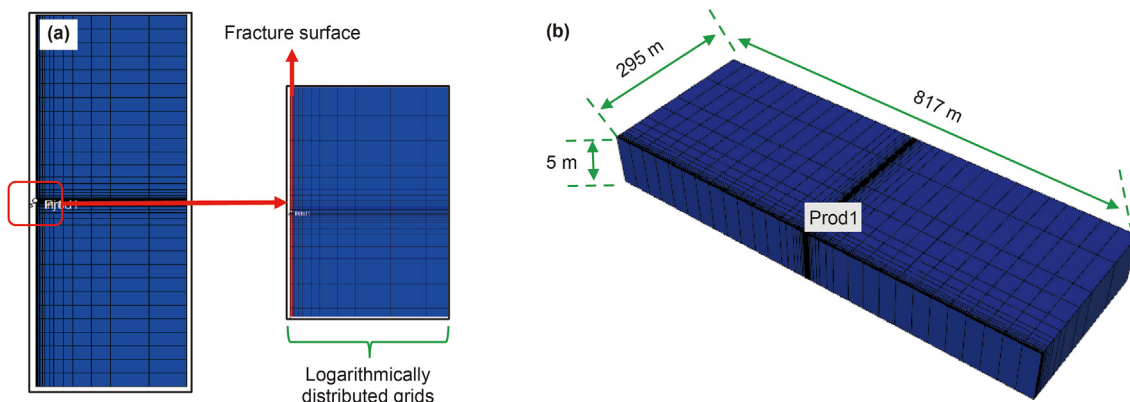 (a)
Fracture surface
Logarithmically
distributed grids
(b)
295 m
817 m
5 m
Prod1